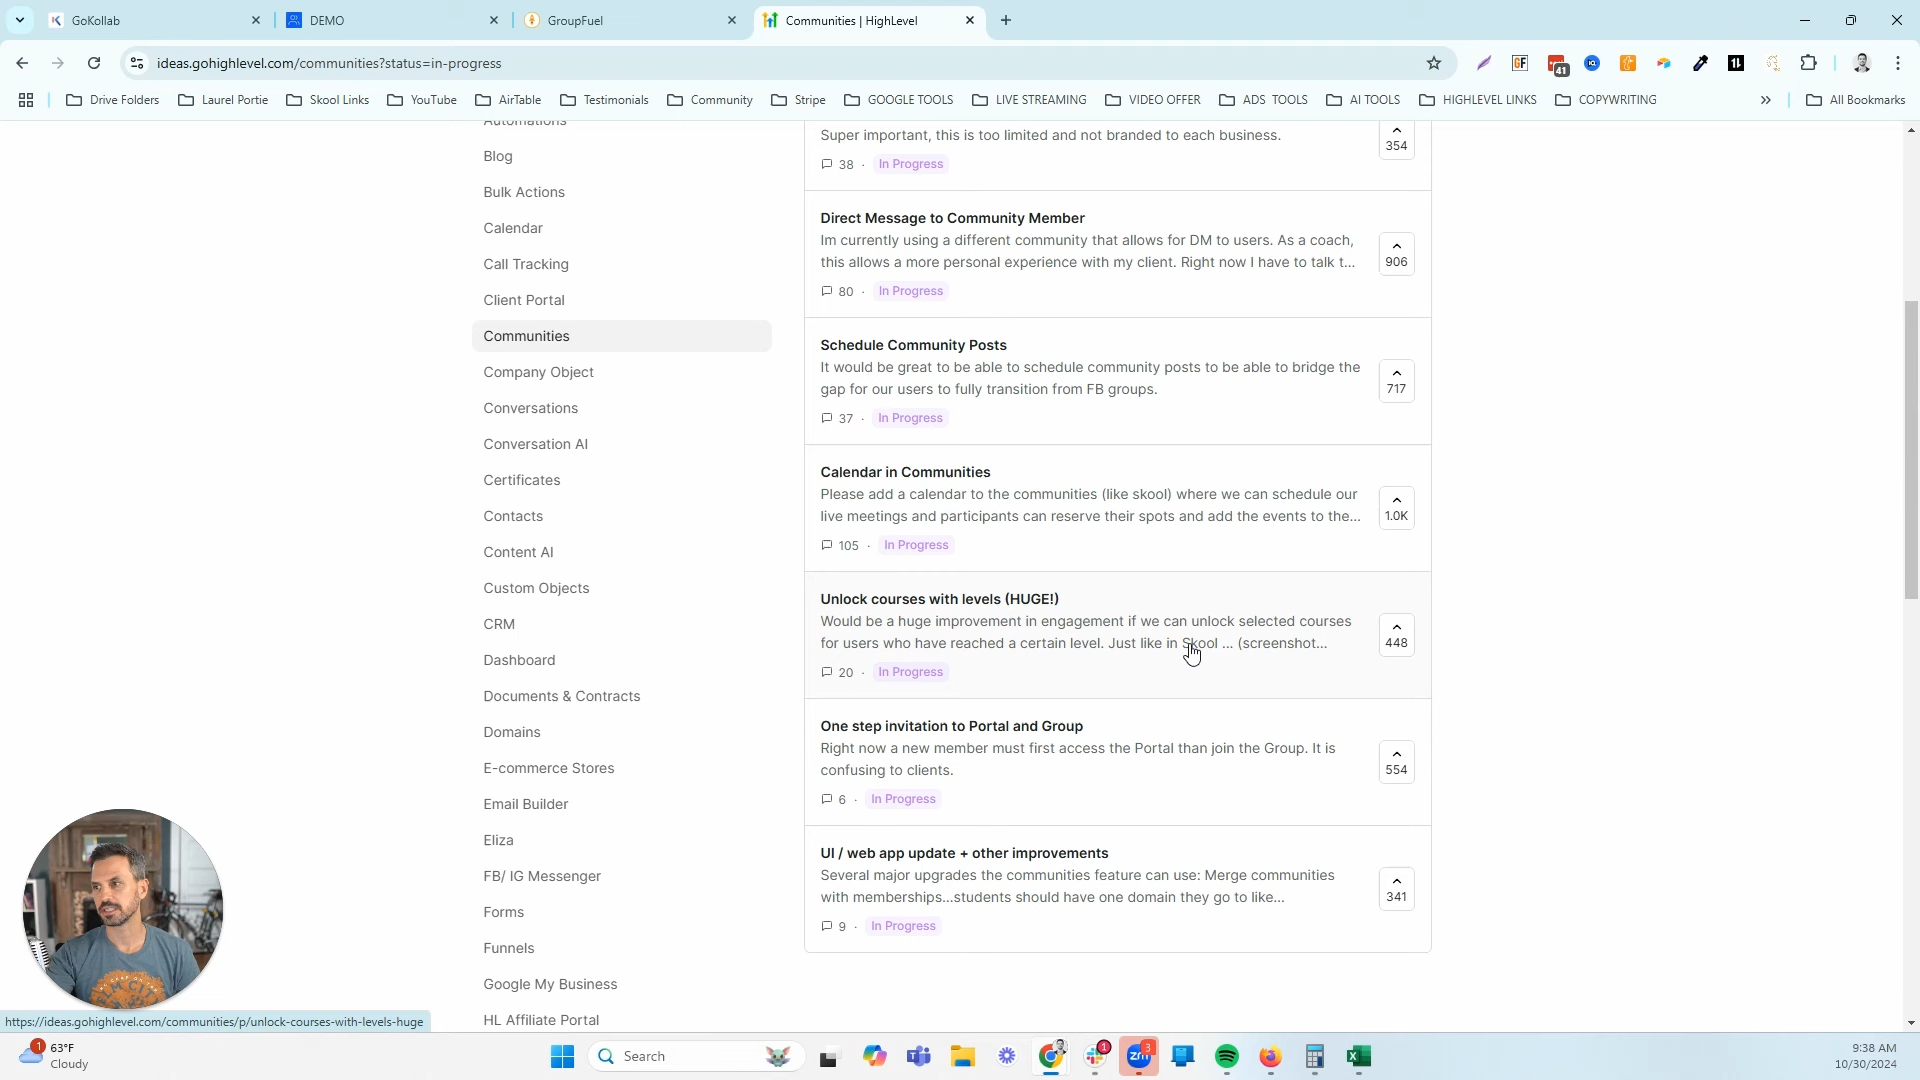 GoKollab
DEMO
GroupFuel
Communities | HighLevel
ideas.gohighlevel.com/communities?status=in-progress
41
Drive Folders
Laurel Portie
Skool Links
YouTube
AirTable
Testimonials
Community
Stripe
GOOGLE TOOLS
LIVE STREAMING
VIDEO OFFER
ADS TOOLS
AI TOOLS
HIGHLEVEL LINKS
COPYWRITING
All Bookmarks
Automations
Blog
Bulk Actions
Calendar
Call Tracking
Client Portal
Communities
Company Object
Conversations
Conversation AI
Certificates
Contacts
Content AI
Custom Objects
CRM
Dashboard
Documents & Contracts
Domains
E-commerce Stores
Email Builder
Eliza
FB/ IG Messenger
Forms
Funnels
Google My Business
HL Affiliate Portal
Super important, this is too limited and not branded to each business.
354
38 · In Progress
Direct Message to Community Member
Im currently using a different community that allows for DM to users. As a coach,
this allows a more personal experience with my client. Right now I have to talk t...
906
80 · In Progress
Schedule Community Posts
It would be great to be able to schedule community posts to be able to bridge the
gap for our users to fully transition from FB groups.
717
37 · In Progress
Calendar in Communities
Please add a calendar to the communities (like skool) where we can schedule our
live meetings and participants can reserve their spots and add the events to the...
1.0K
105 · In Progress
Unlock courses with levels (HUGE!)
Would be a huge improvement in engagement if we can unlock selected courses
for users who have reached a certain level. Just like in Skool ... (screenshot...
448
20 · In Progress
One step invitation to Portal and Group
Right now a new member must first access the Portal than join the Group. It is
confusing to clients.
554
6 · In Progress
UI / web app update + other improvements
Several major upgrades the communities feature can use: Merge communities
with memberships...students should have one domain they go to like...
341
9 · In Progress
https://ideas.gohighlevel.com/communities/p/unlock-courses-with-levels-huge
1
63°F
Cloudy
Search
1
zm
3
9:38 AM
10/30/2024